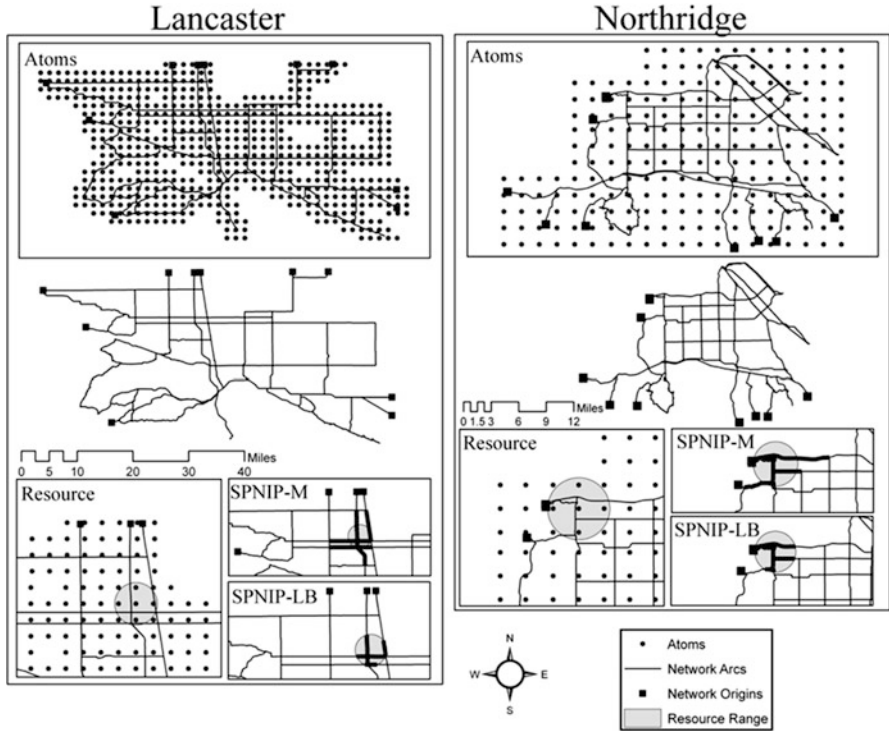 Lancaster
Atoms
0 5 10 20 30 40
Miles
Resource
SPNIP-M
SPNIP-LB
Northridge
Atoms
Miles
0 1.5 3 6 9 12
Resource
SPNIP-M
SPNIP-LB
N
W E
S
Atoms
Network Arcs
Network Origins
Resource Range